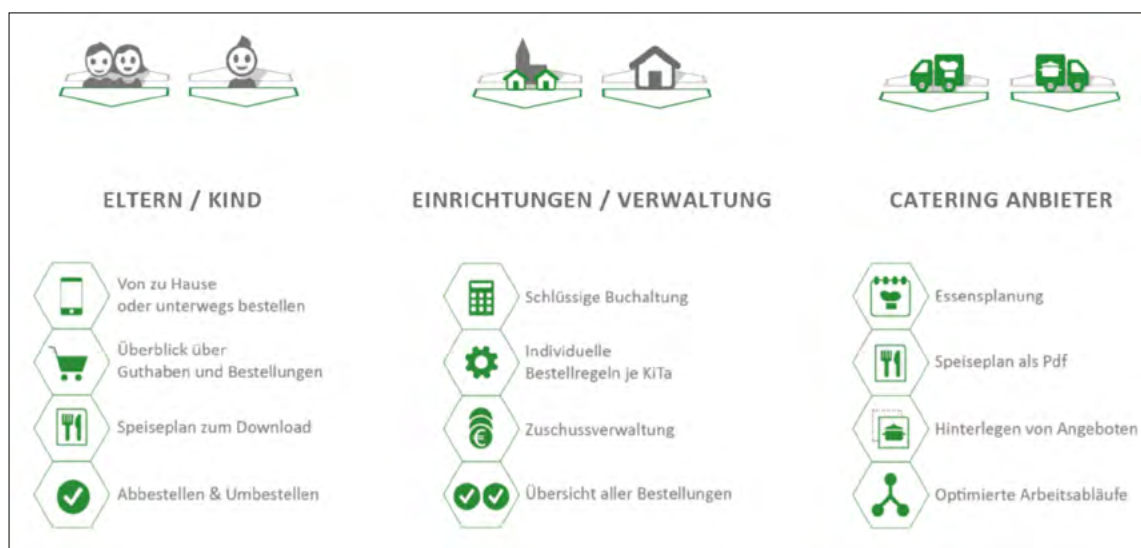 ELTERN / KIND
Von zu Hause
oder unterwegs bestellen
Überblick über
Guthaben und Bestellungen
Speiseplan zum Download
Abbestellen & Umbestellen
EINRICHTUNGEN / VERWALTUNG
Schlüssige Buchaltung
Individuelle
Bestellregeln je KiTa
Zuschussverwaltung
Übersicht aller Bestellungen
CATERING ANBIETER
Essensplanung
Speiseplan als Pdf
Hinterlegen von Angeboten
Optimierte Arbeitsabläufe